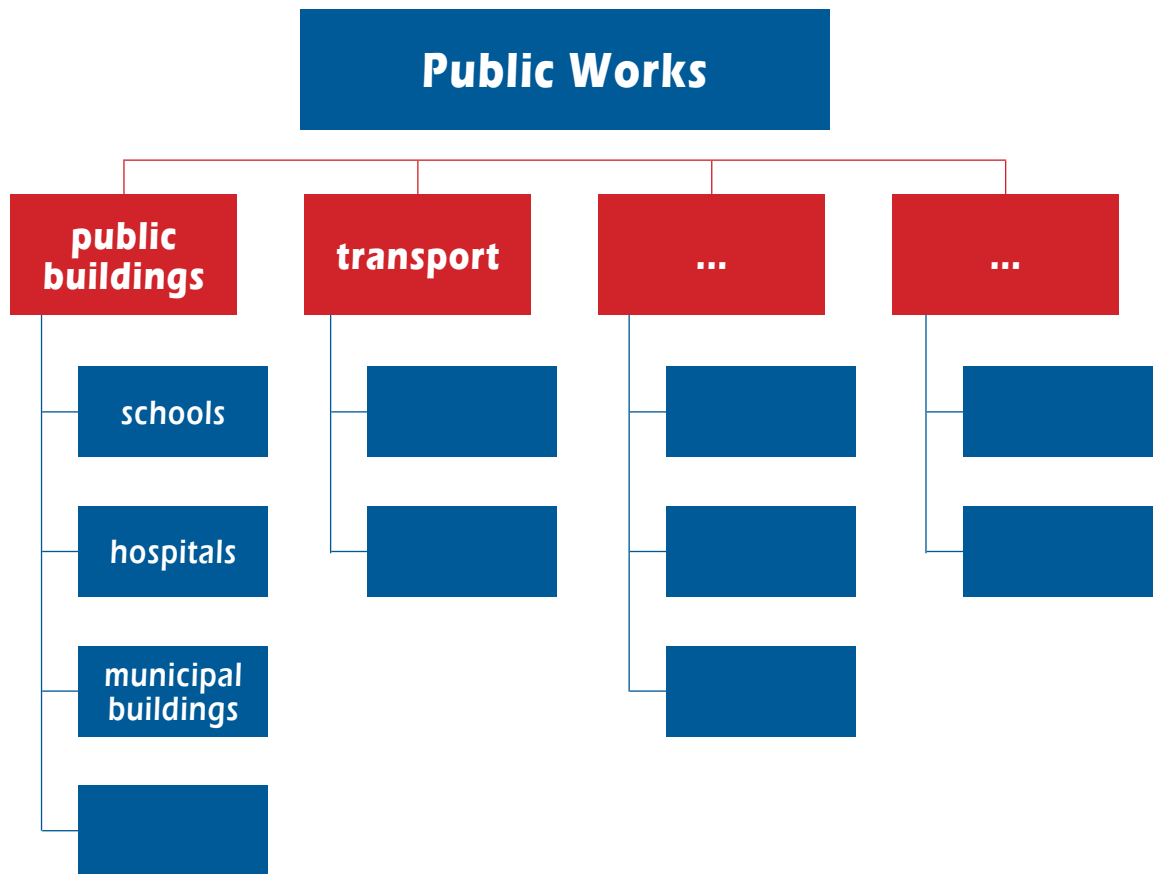 Public Works
public
buildings
transport
...
...
schools
hospitals
municipal
buildings